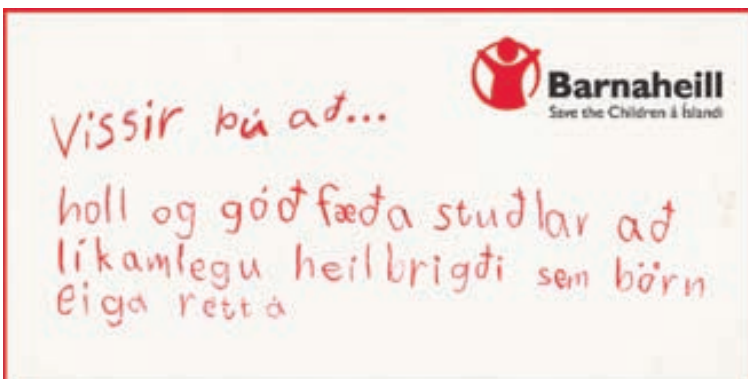 Barnaheill
Save the Children á Íslandi
Vissir þú að...
holl og góð fæða stuðlar að
líkamlegu heilbrigði sem börn
eiga rett á